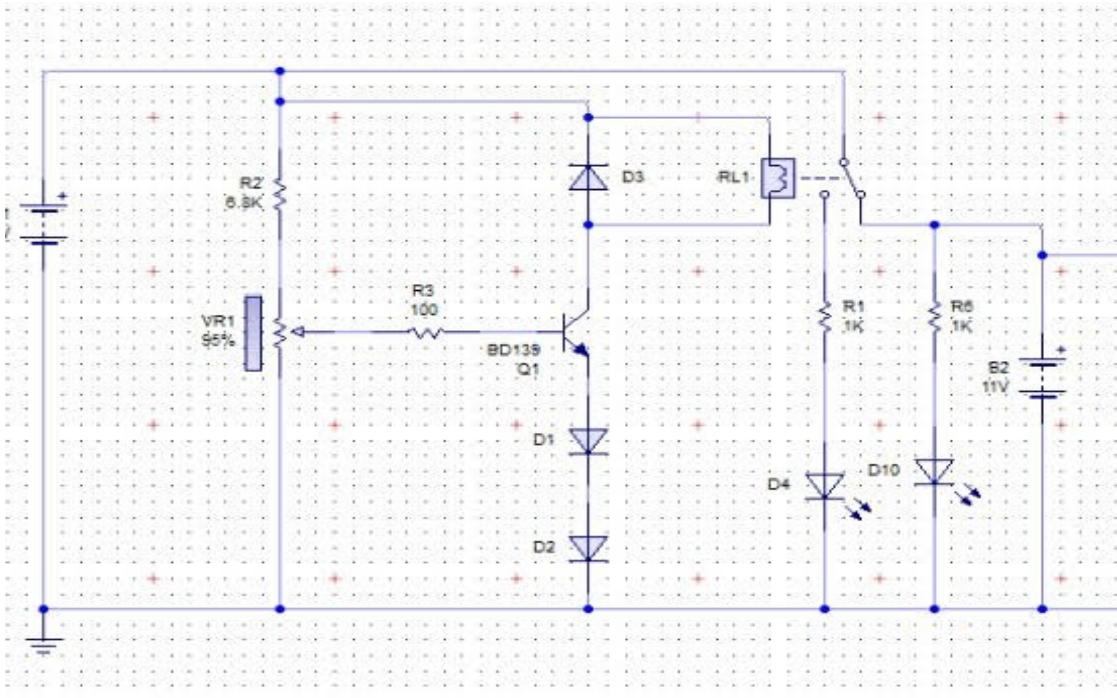 R2
6.8K
D3
RL1
+
R3
100
VR1
95%
BD139
Q1
R1
1K
R6
1K
+
B2
11V
D1
D4
D10
D2